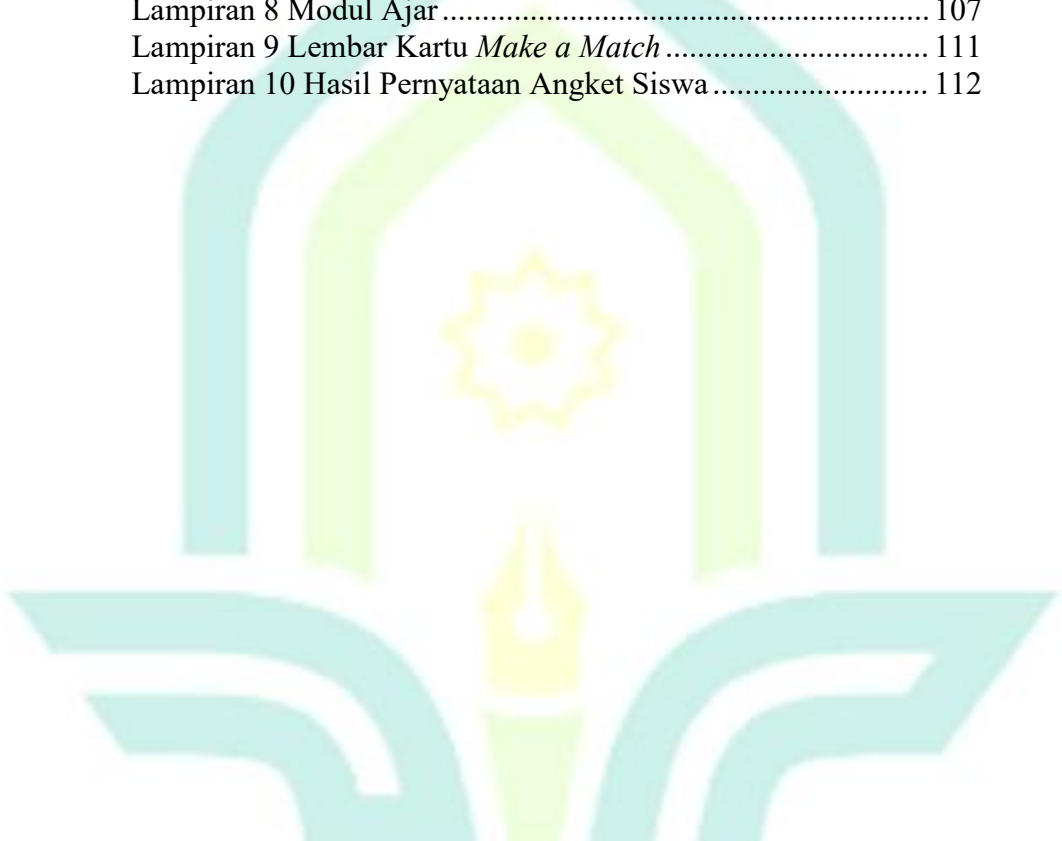 Lampiran 8 Modul Ajar ............................................................. 107
Lampiran 9 Lembar Kartu Make a Match ................................. 111
Lampiran 10 Hasil Pernyataan Angket Siswa ........................... 112